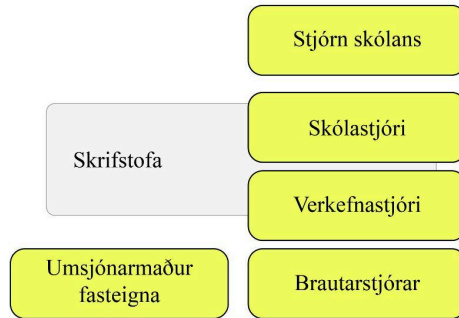 Stjórn skólans
Skólastjóri
Skrifstofa
Verkefnastjóri
Umsjónarmaður
fasteigna
Brautarstjórar